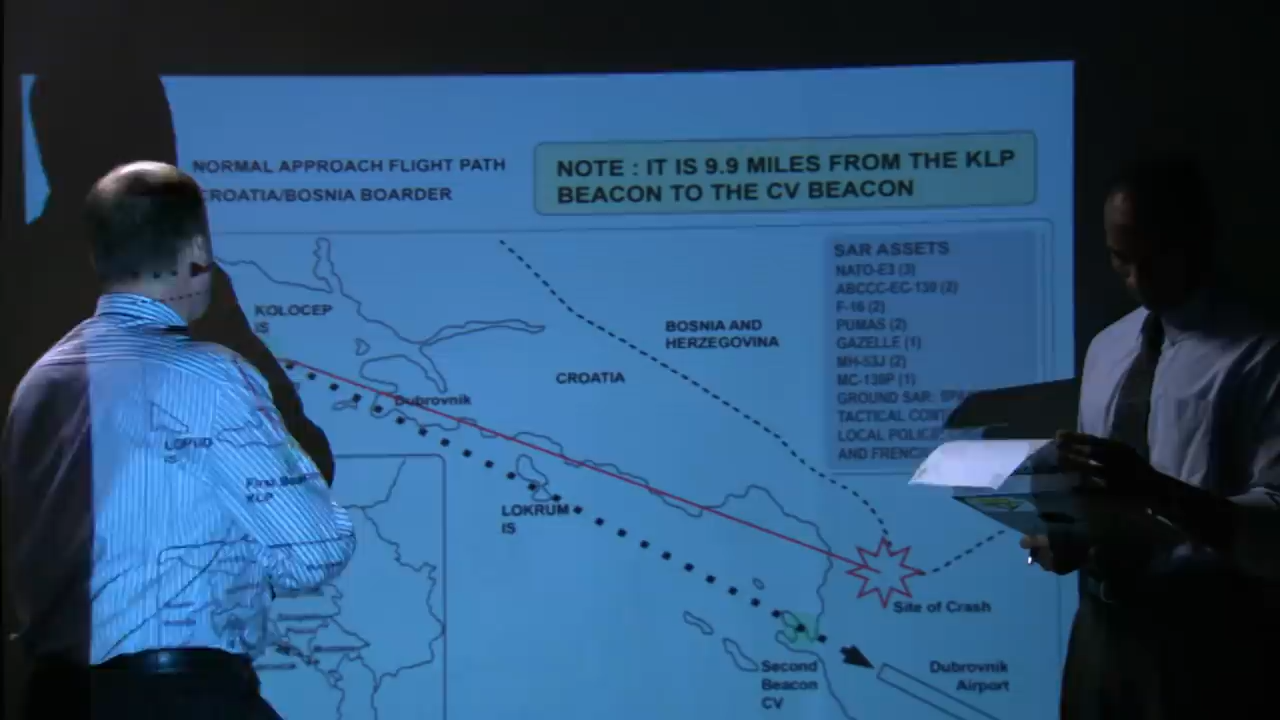 NORMAL APPROACH FLIGHT PATH
CROATIA/BOSNIA BOARDER
NOTE : IT IS 9.9 MILES FROM THE KLP
BEACON TO THE CV BEACON
SAR ASSETS
NATO-E3 (3)
ABCCC-EC-130 (2)
F-16 (2)
PUMAS (2)
GAZELLE (1)
MH-53J (2)
MC-130P (1)
GROUND SAR:
TACTICAL
LOCAL POLICE
AND FRENCH
KOLOCEP
IS
BOSNIA AND
HERZEGOVINA
CROATIA
Dubrovnik
LOPUD
IS
First
KLP
LOKRUM
IS
Site of Crash
Second
Beacon
CV
Dubrovnik
Airport